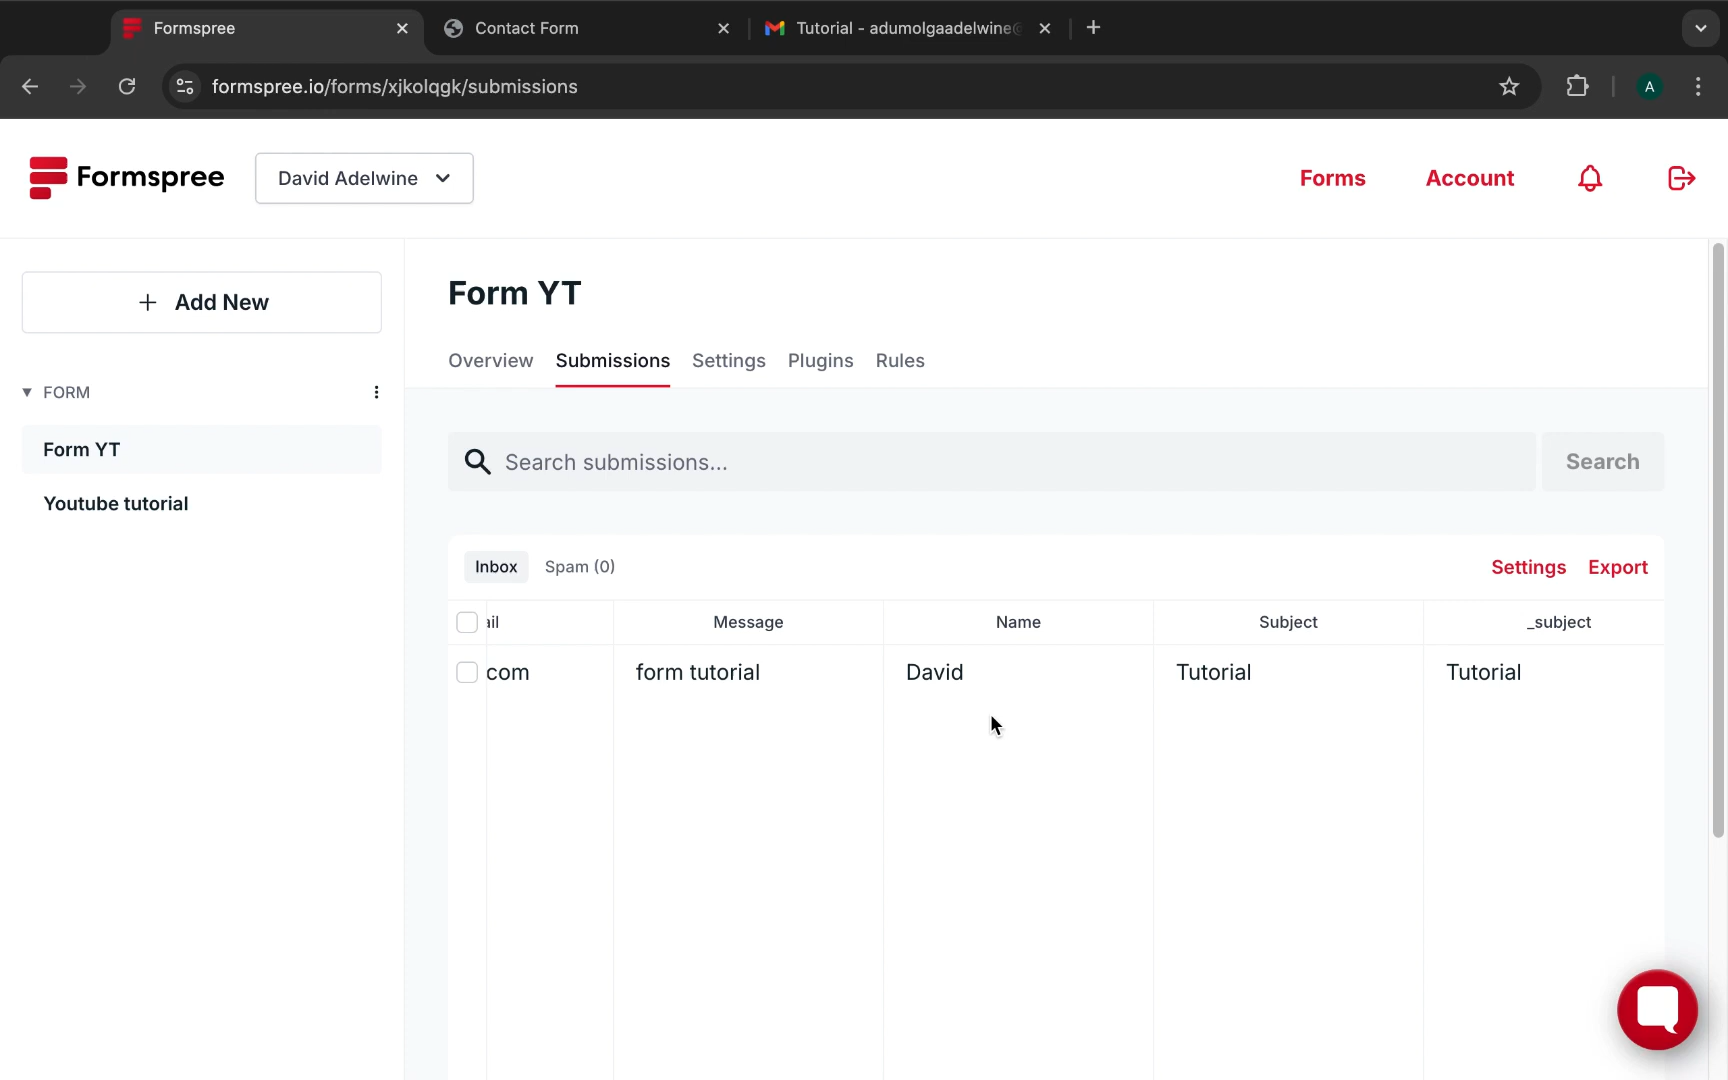 Formspree
Contact Form
Tutorial - adumolgaadelwine@
formspree.io/forms/xjkolqgk/submissions
A
Formspree
David Adelwine
Forms
Account
+ Add New
FORM
Form YT
Youtube tutorial
Form YT
Overview
Submissions
Settings
Plugins
Rules
Search submissions...
Search
Inbox
Spam (0)
Settings
Export
ail
Message
Name
Subject
_subject
com
form tutorial
David
Tutorial
Tutorial